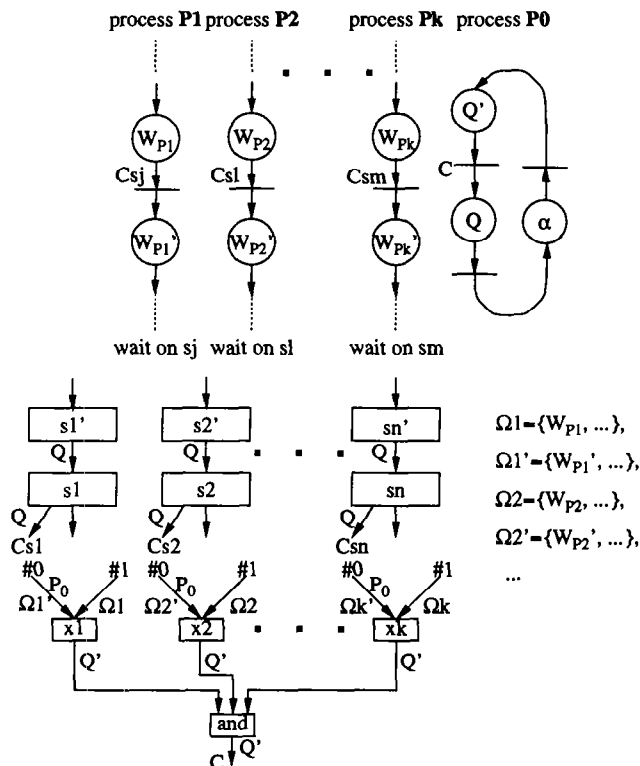 process P1 process P2 process Pk process P0
W_P1 W_P2 W_Pk Q'
Csj Csl Csm C
W_P1' W_P2' W_Pk' Q α
wait on sj wait on sl wait on sm
s1' s2' sn' Ω1={W_P1, ...},
Q Q Q Ω1'={W_P1', ...},
s1 s2 sn Ω2={W_P2, ...},
Q Q Q Ω2'={W_P2', ...},
Cs1 Cs2 Csn
#0 #1 #0 #1 #0 #1 ...
P_0 P_0 P_0
Ω1' Ω1 Ω2' Ω2 Ωk' Ωk
x1 x2 . . . xk
Q' Q' Q'
and
C Q'